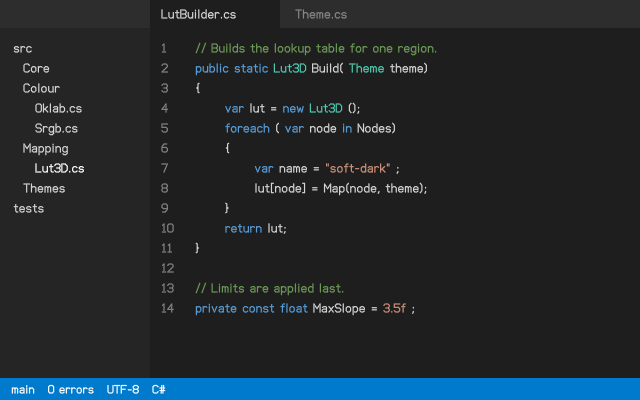 LutBuilder.cs Theme.cs
src
Core
Colour
Oklab.cs
Srgb.cs
Mapping
Lut3D.cs
Themes
tests
1 // Builds the lookup table for one region.
2 public static Lut3D Build( Theme theme)
3 {
4 var lut = new Lut3D ();
5 foreach ( var node in Nodes)
6 {
7 var name = "soft-dark" ;
8 lut[node] = Map(node, theme);
9 }
10 return lut;
11 }
12
13 // Limits are applied last.
14 private const float MaxSlope = 3.5f ;
main 0 errors UTF-8 C#